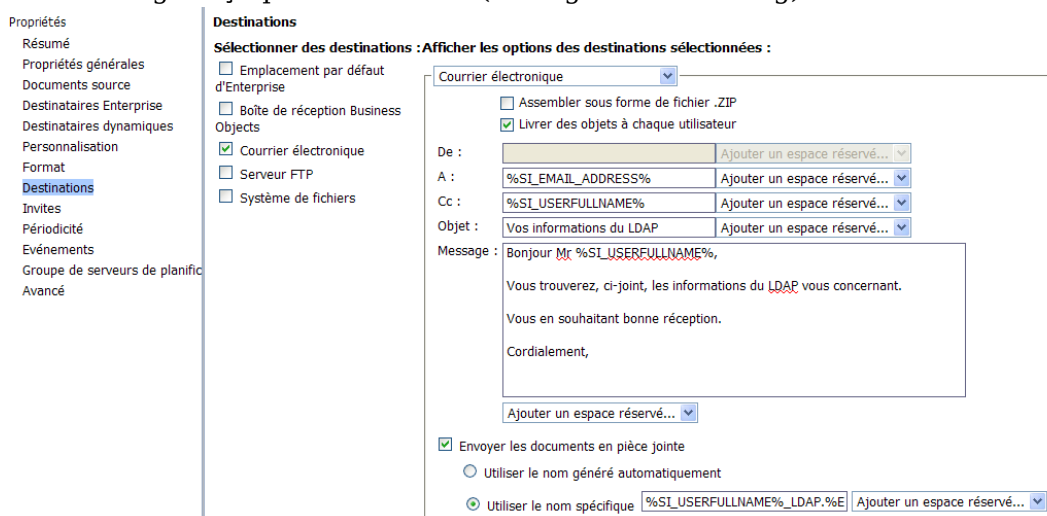 Propriétés
Résumé
Propriétés générales
Documents source
Destinataires Enterprise
Destinataires dynamiques
Personnalisation
Format
Destinations
Invites
Périodicité
Evénements
Groupe de serveurs de planific
Avancé
Destinations
Sélectionner des destinations :
Emplacement par défaut
d'Enterprise
Boîte de réception Business
Objects
Courrier électronique
Serveur FTP
Système de fichiers
Afficher les options des destinations sélectionnées :
Courrier électronique
Assembler sous forme de fichier .ZIP
Livrer des objets à chaque utilisateur
De : Ajouter un espace réservé...
A : %SI_EMAIL_ADDRESS% Ajouter un espace réservé...
Cc : %SI_USERFULLNAME% Ajouter un espace réservé...
Objet : Vos informations du LDAP Ajouter un espace réservé...
Message : Bonjour Mr %SI_USERFULLNAME%,
Vous trouverez, ci-joint, les informations du LDAP vous concernant.
Vous en souhaitant bonne réception.
Cordialement,
Ajouter un espace réservé...
Envoyer les documents en pièce jointe
Utiliser le nom généré automatiquement
Utiliser le nom spécifique %SI_USERFULLNAME%_LDAP.%E Ajouter un espace réservé...